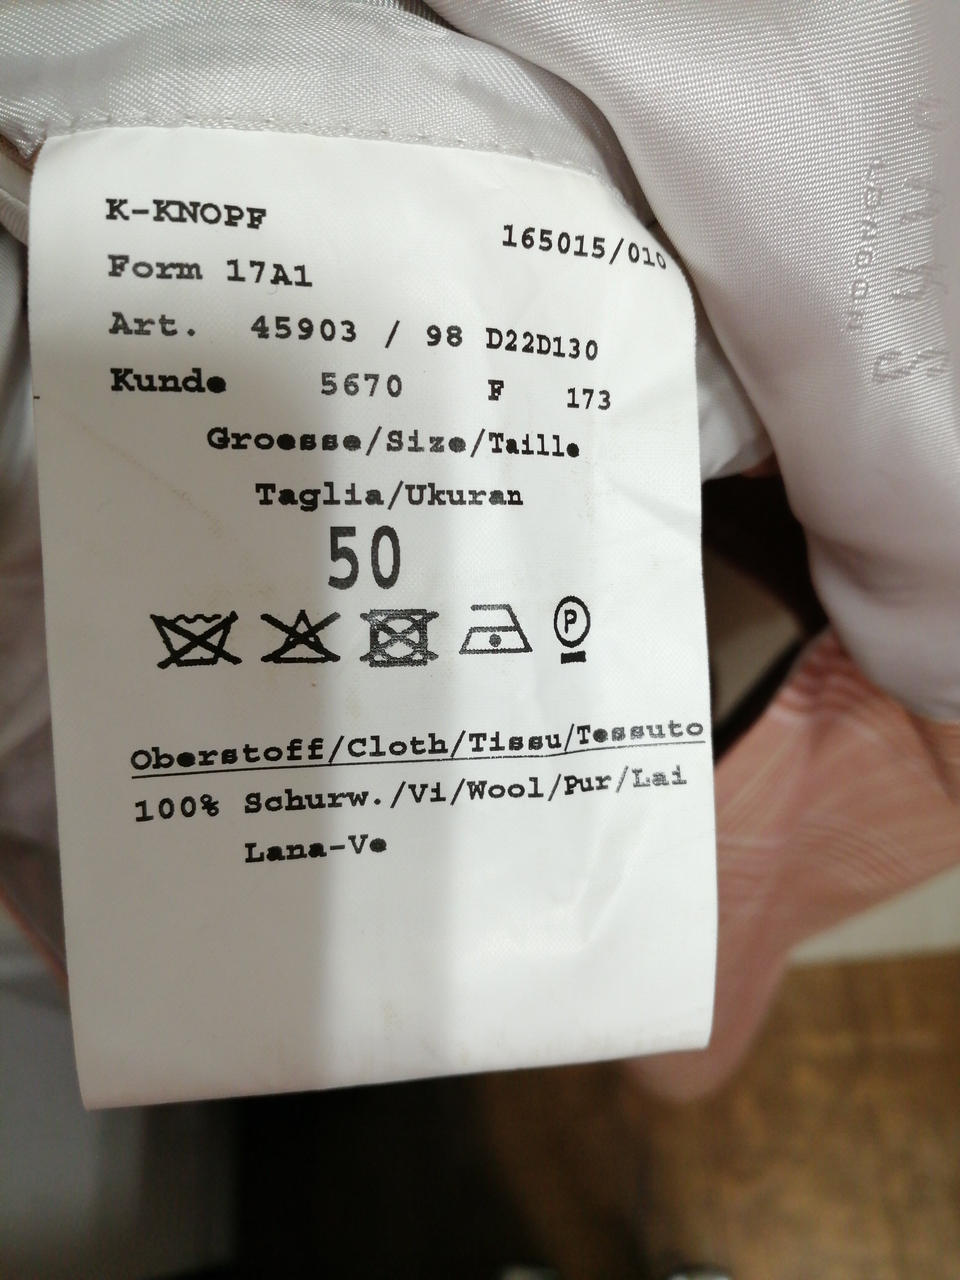 K-KNOPF
165015/010
Form 17A1
Art. 45903 / 98 D22D130
Kunde 5670 F 173
Groesse/Size/Taille
Taglia/Ukuran
50
P
Oberstoff/Cloth/Tissu/Tessuto
100% Schurw./Vi/Wool/Pur/Lai
Lana-Ve